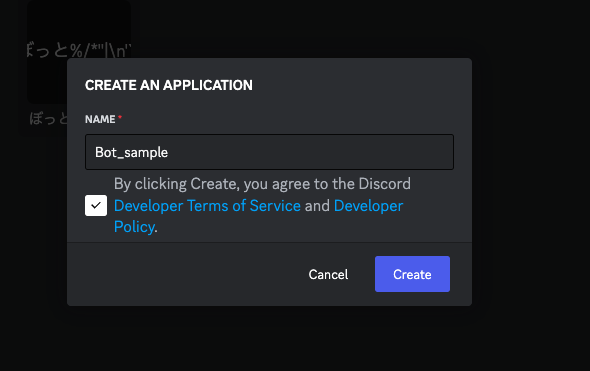 ぼっと%/*"|\n'
ぼっと
CREATE AN APPLICATION
NAME *
Bot_sample
By clicking Create, you agree to the Discord
Developer Terms of Service and Developer
Policy.
Cancel
Create